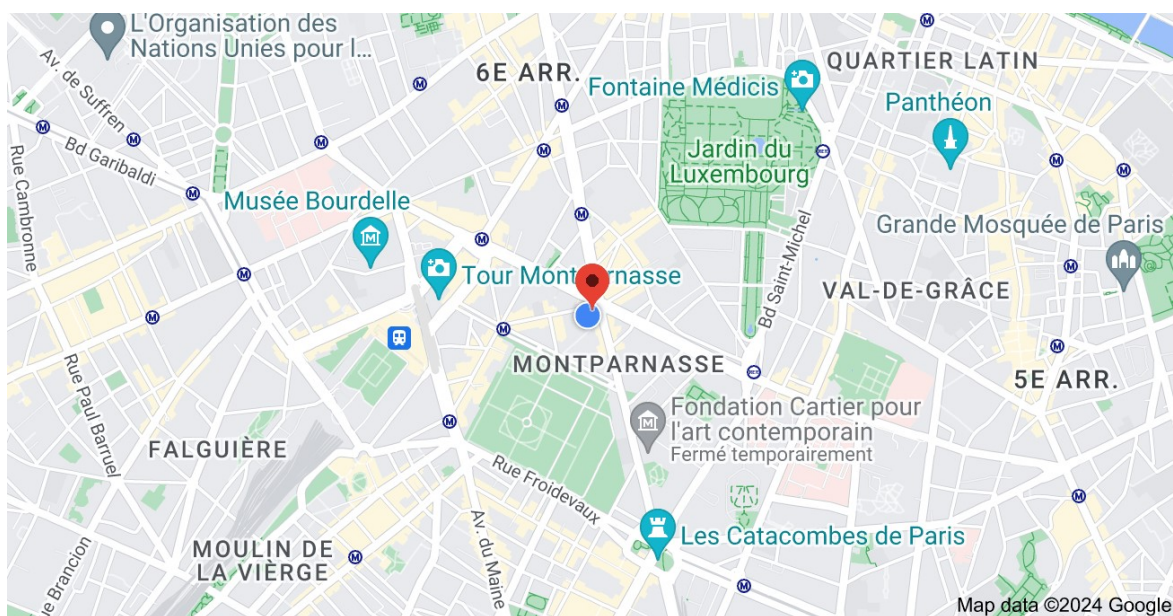 L'Organisation des
Nations Unies pour l...
Av. de Suffren
Bd Garibaldi
Rue Cambronne
6E ARR.
Fontaine Médicis
QUARTIER LATIN
Panthéon
Jardin du
Luxembourg
Musée Bourdelle
Tour Montparnasse
Grande Mosquée de Paris
Bd Saint-Michel
VAL-DE-GRÂCE
MONTPARNASSE
5E ARR.
Rue Paul Barruel
FALGUIÈRE
Fondation Cartier pour
l'art contemporain
Fermé temporairement
Rue Froidevaux
Av. du Maine
Les Catacombes de Paris
MOULIN DE
LA VIÈRGE
ue Brancion
Map data ©2024 Google